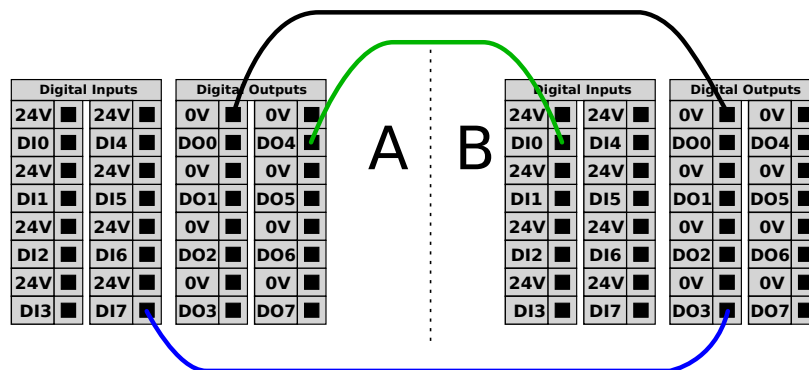 Digital Inputs Digital Outputs Digital Inputs Digital Outputs
24V 24V 0V 0V 24V 24V 0V 0V
DI0 DI4 DO0 DO4 A B DI0 DI4 DO0 DO4
24V 24V 0V 0V 24V 24V 0V 0V
DI1 DI5 DO1 DO5 DI1 DI5 DO1 DO5
24V 24V 0V 0V 24V 24V 0V 0V
DI2 DI6 DO2 DO6 DI2 DI6 DO2 DO6
24V 24V 0V 0V 24V 24V 0V 0V
DI3 DI7 DO3 DO7 DI3 DI7 DO3 DO7